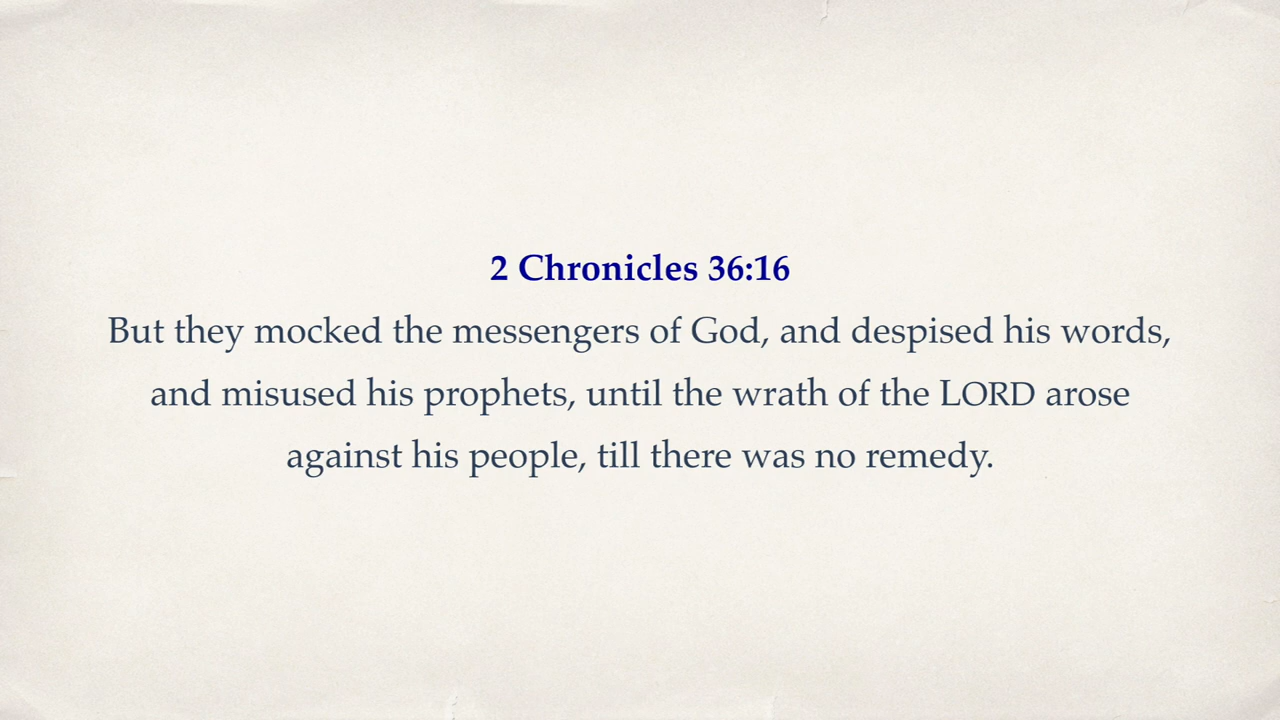 2 Chronicles 36:16
But they mocked the messengers of God, and despised his words,
and misused his prophets, until the wrath of the LORD arose
against his people, till there was no remedy.